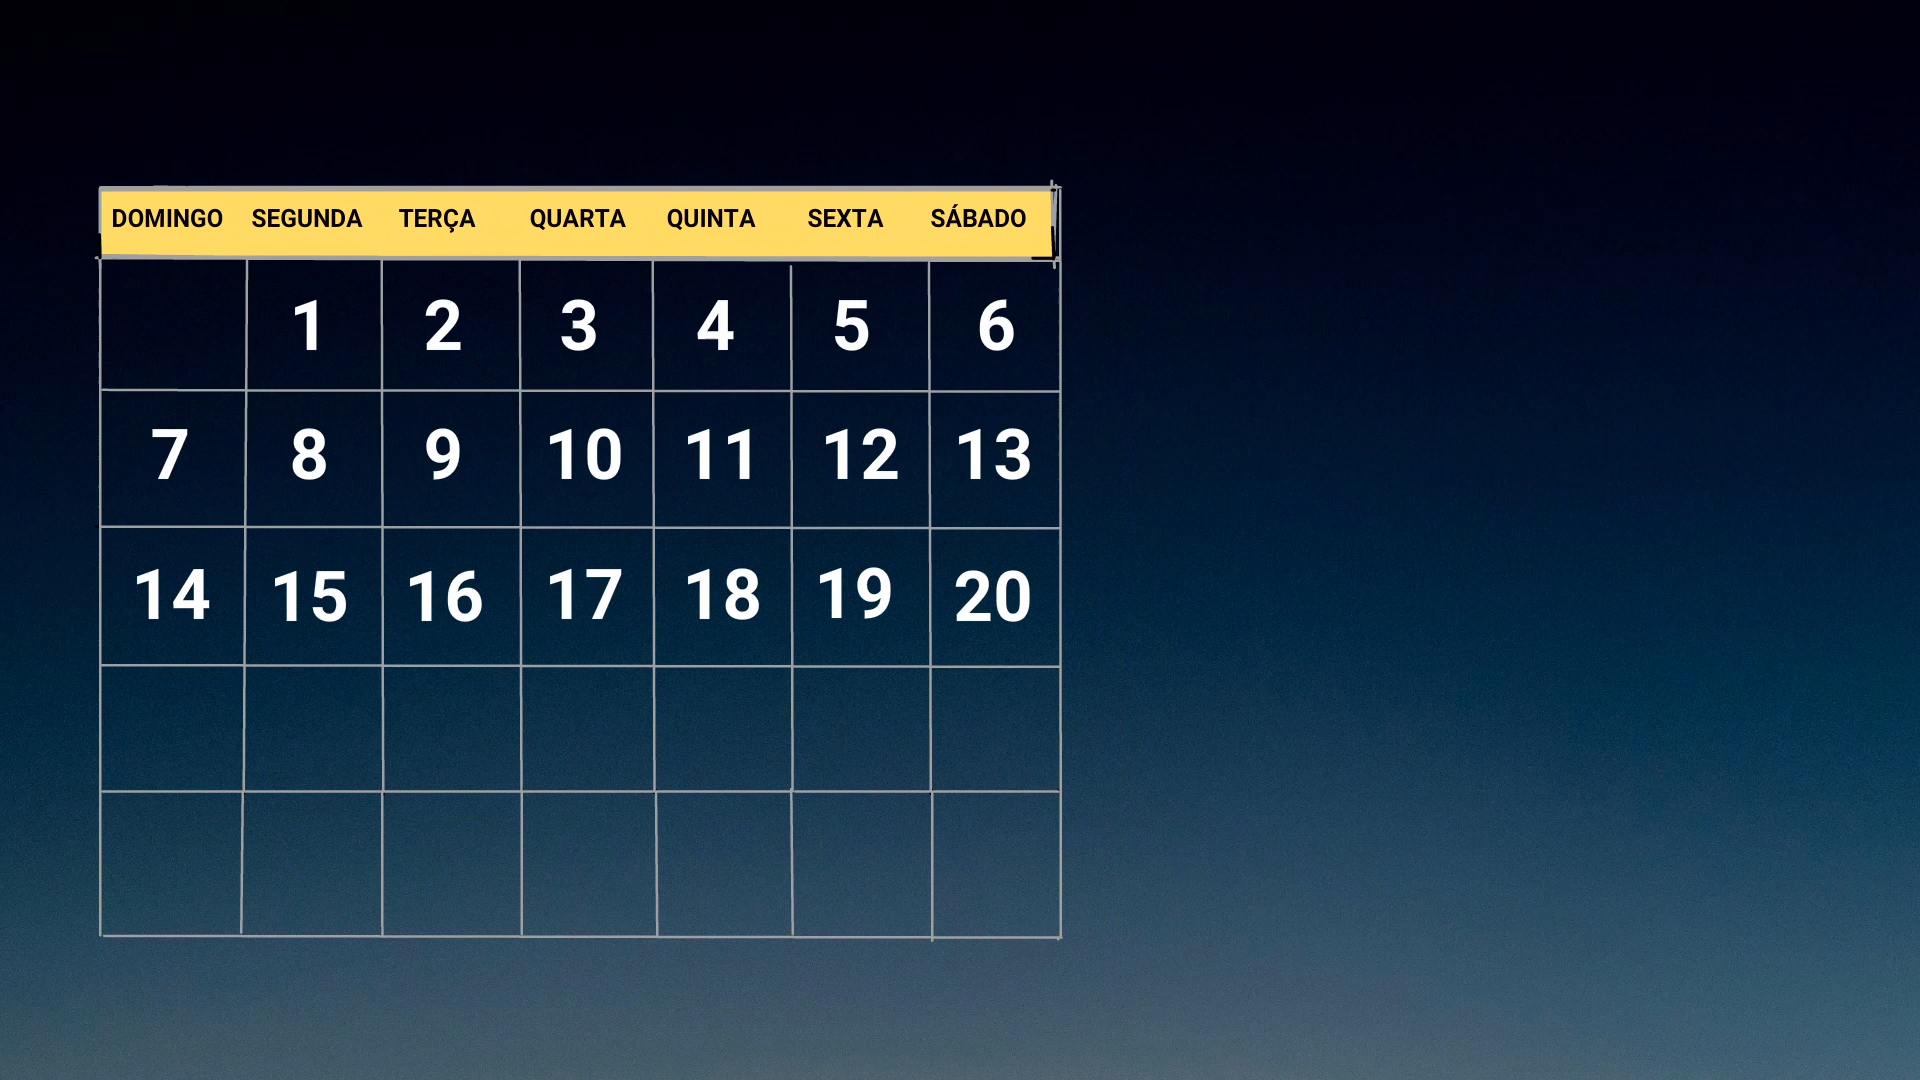 DOMINGO SEGUNDA TERÇA QUARTA QUINTA SEXTA SÁBADO
1 2 3 4 5 6
7 8 9 10 11 12 13
14 15 16 17 18 19 20